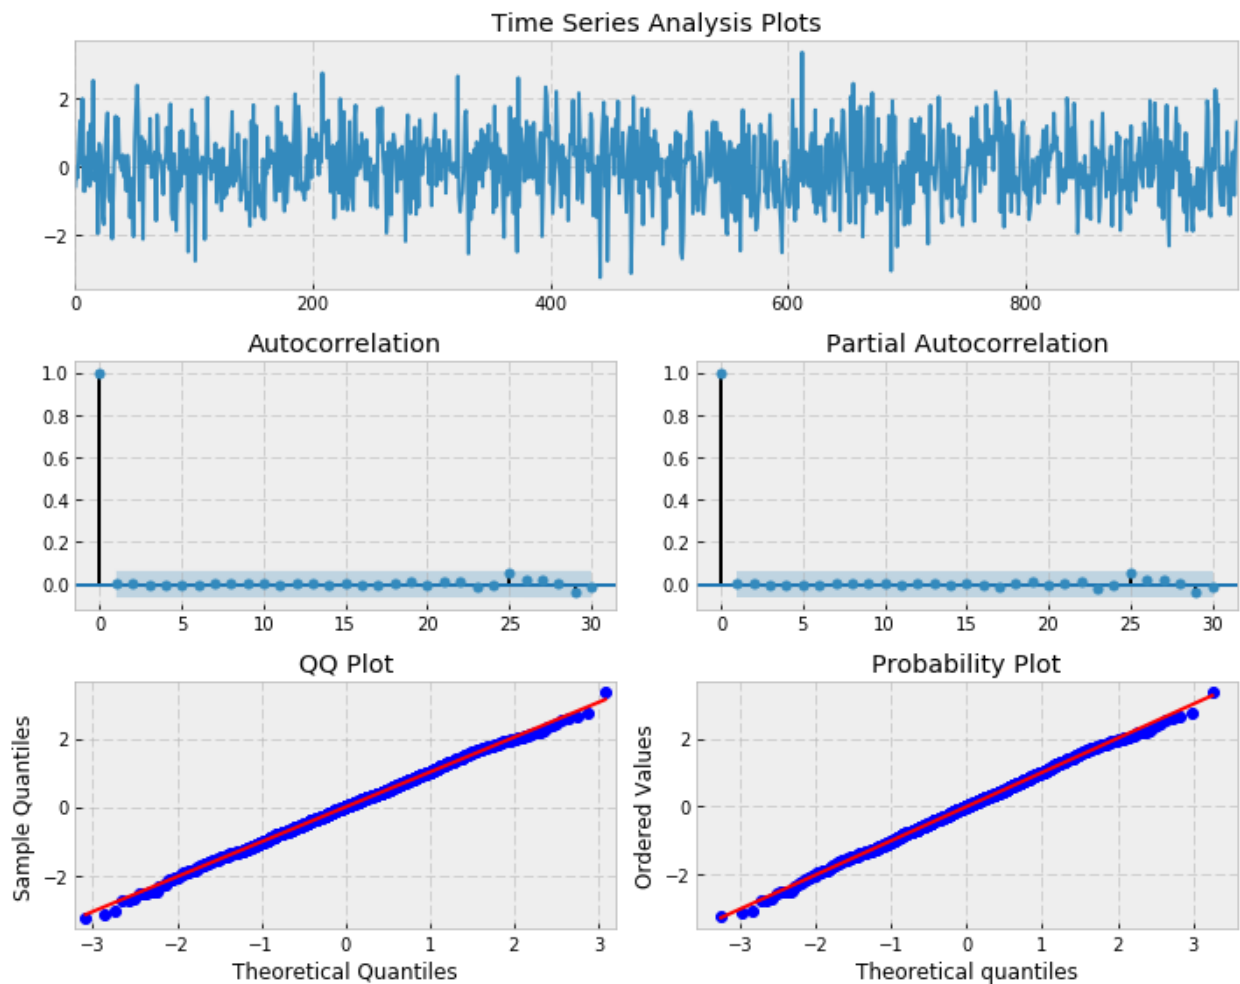 Time Series Analysis Plots
2
0
−2
0 200 400 600 800
Autocorrelation Partial Autocorrelation
1.0 1.0
0.8 0.8
0.6 0.6
0.4 0.4
0.2 0.2
0.0 0.0
0 5 10 15 20 25 30 0 5 10 15 20 25 30
QQ Plot Probability Plot
Sample Quantiles
2
0
−2
−3 −2 −1 0 1 2 3
Theoretical Quantiles
Ordered Values
2
0
−2
−3 −2 −1 0 1 2 3
Theoretical quantiles